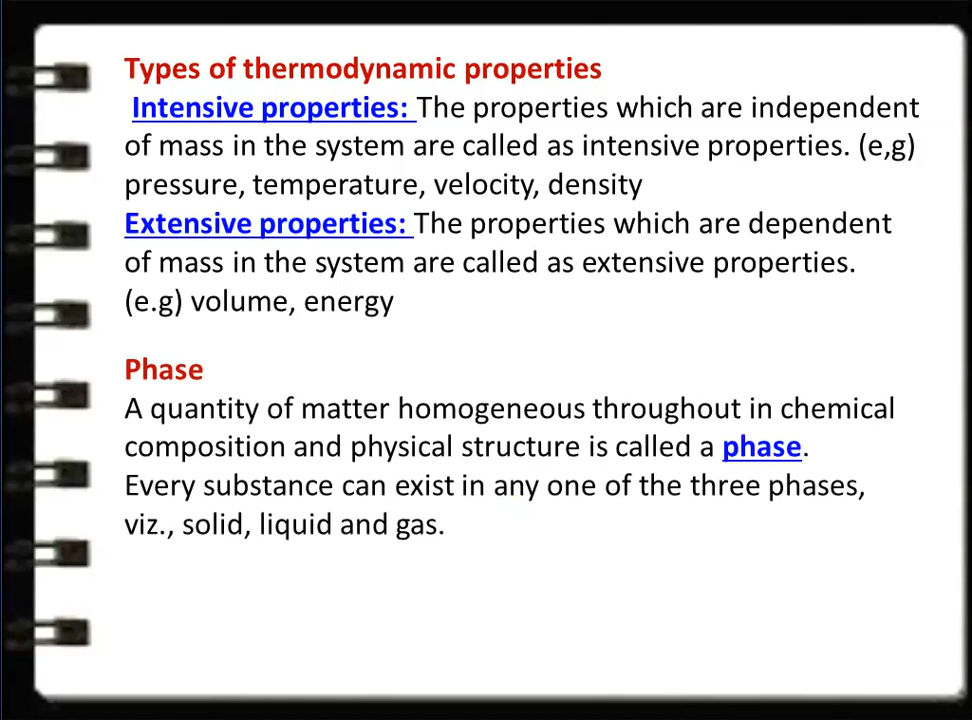 Types of thermodynamic properties
Intensive properties: The properties which are independent
of mass in the system are called as intensive properties. (e,g)
pressure, temperature, velocity, density
Extensive properties: The properties which are dependent
of mass in the system are called as extensive properties.
(e.g) volume, energy
Phase
A quantity of matter homogeneous throughout in chemical
composition and physical structure is called a phase.
Every substance can exist in any one of the three phases,
viz., solid, liquid and gas.